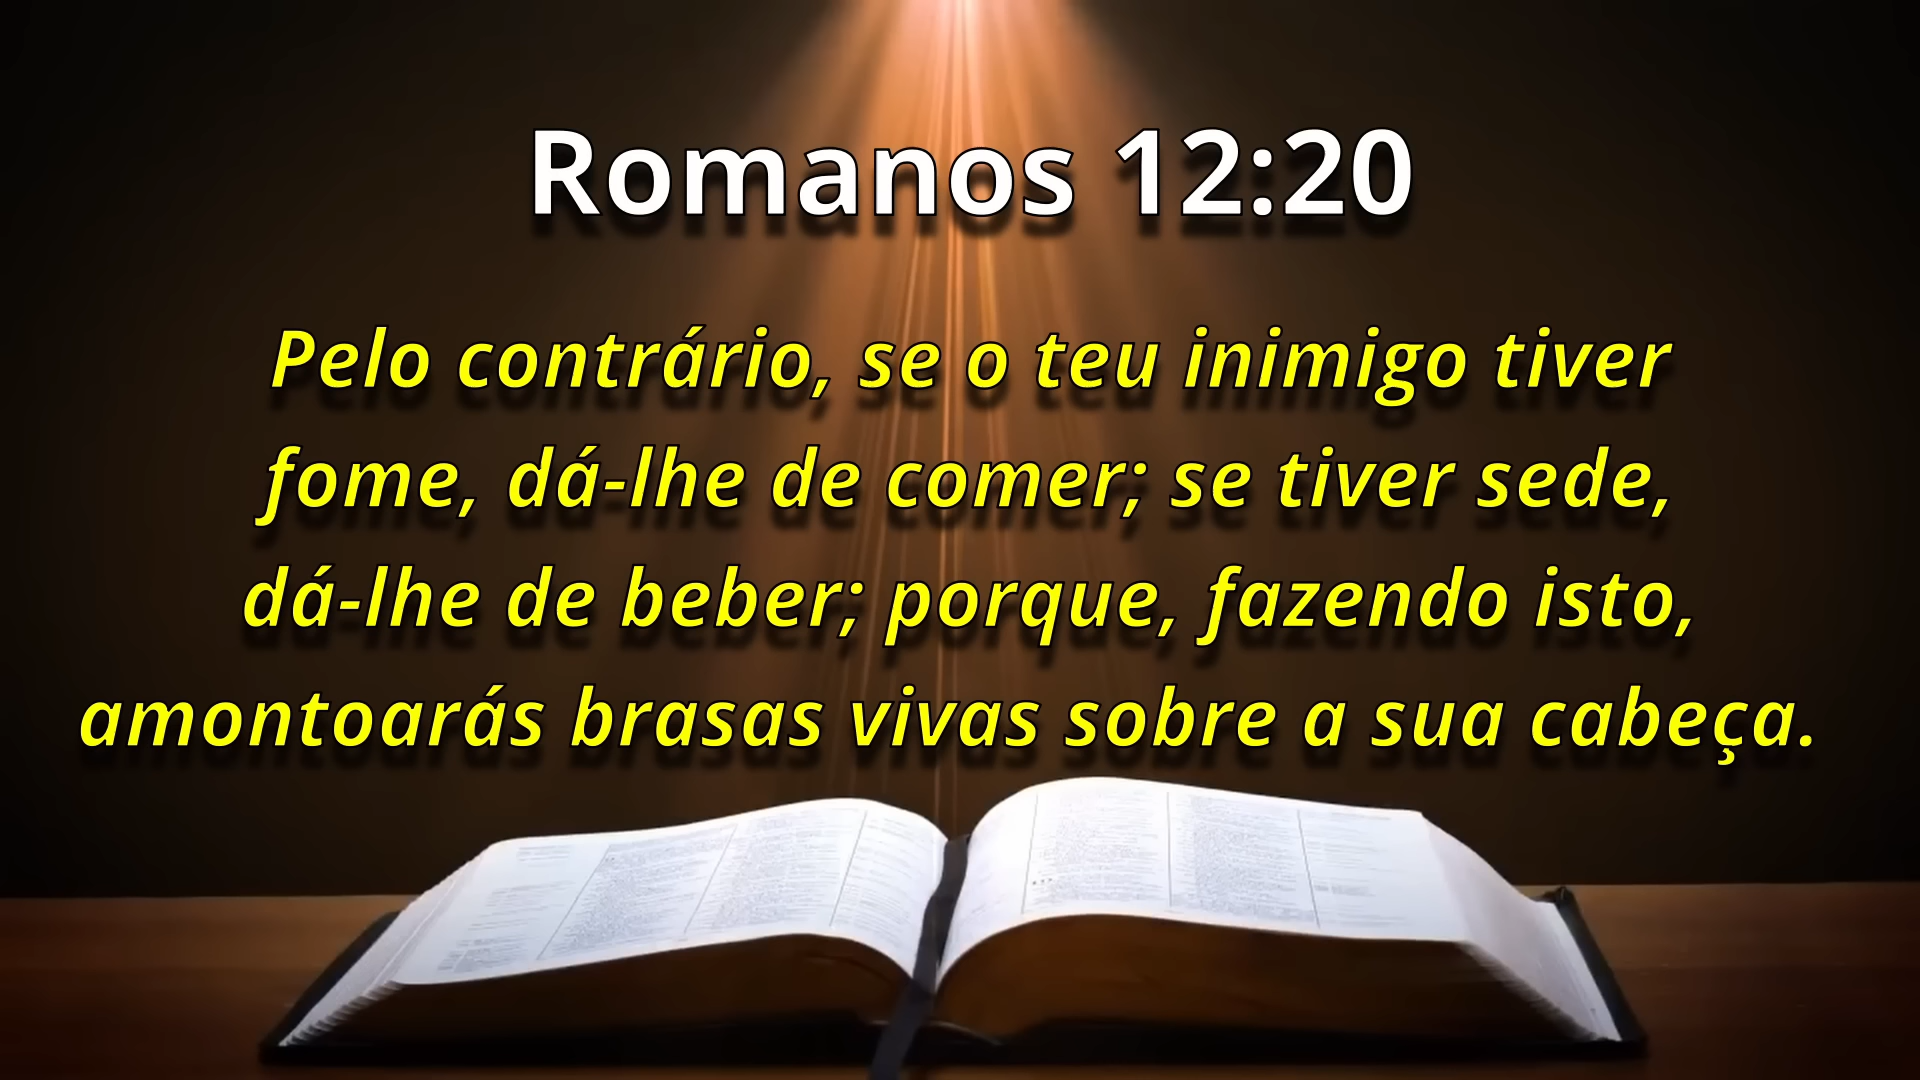 Romanos 12:20
Pelo contrário, se o teu inimigo tiver
fome, dá-lhe de comer; se tiver sede,
dá-lhe de beber; porque, fazendo isto,
amontoarás brasas vivas sobre a sua cabeça.